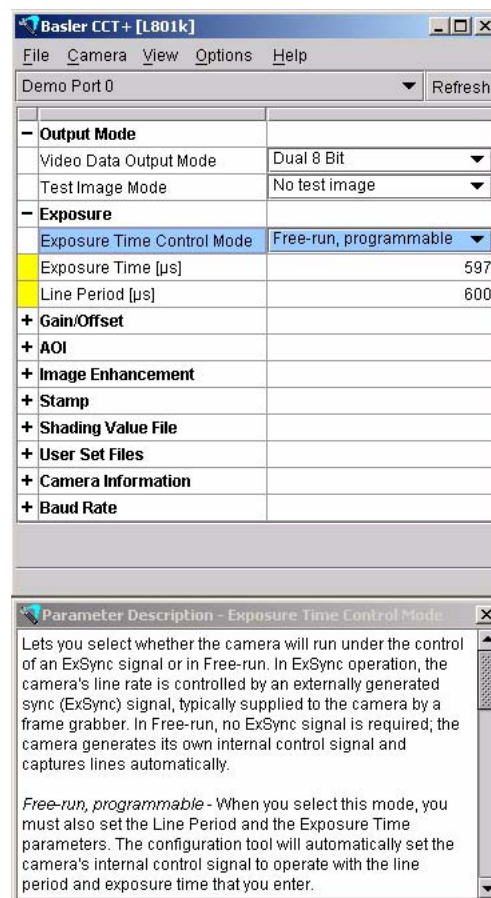 Basler CCT+ [L801k]
File Camera View Options Help
Demo Port 0 Refresh
Output Mode
Video Data Output Mode Dual 8 Bit
Test Image Mode No test image
Exposure
Exposure Time Control Mode Free-run, programmable
Exposure Time [µs] 597
Line Period [µs] 600
+ Gain/Offset
+ AOI
+ Image Enhancement
+ Stamp
+ Shading Value File
+ User Set Files
+ Camera Information
+ Baud Rate
Parameter Description - Exposure Time Control Mode
Lets you select whether the camera will run under the control
of an ExSync signal or in Free-run. In ExSync operation, the
camera's line rate is controlled by an externally generated
sync (ExSync) signal, typically supplied to the camera by a
frame grabber. In Free-run, no ExSync signal is required; the
camera generates its own internal control signal and
captures lines automatically.
Free-run, programmable - When you select this mode, you
must also set the Line Period and the Exposure Time
parameters. The configuration tool will automatically set the
camera's internal control signal to operate with the line
period and exposure time that you enter.